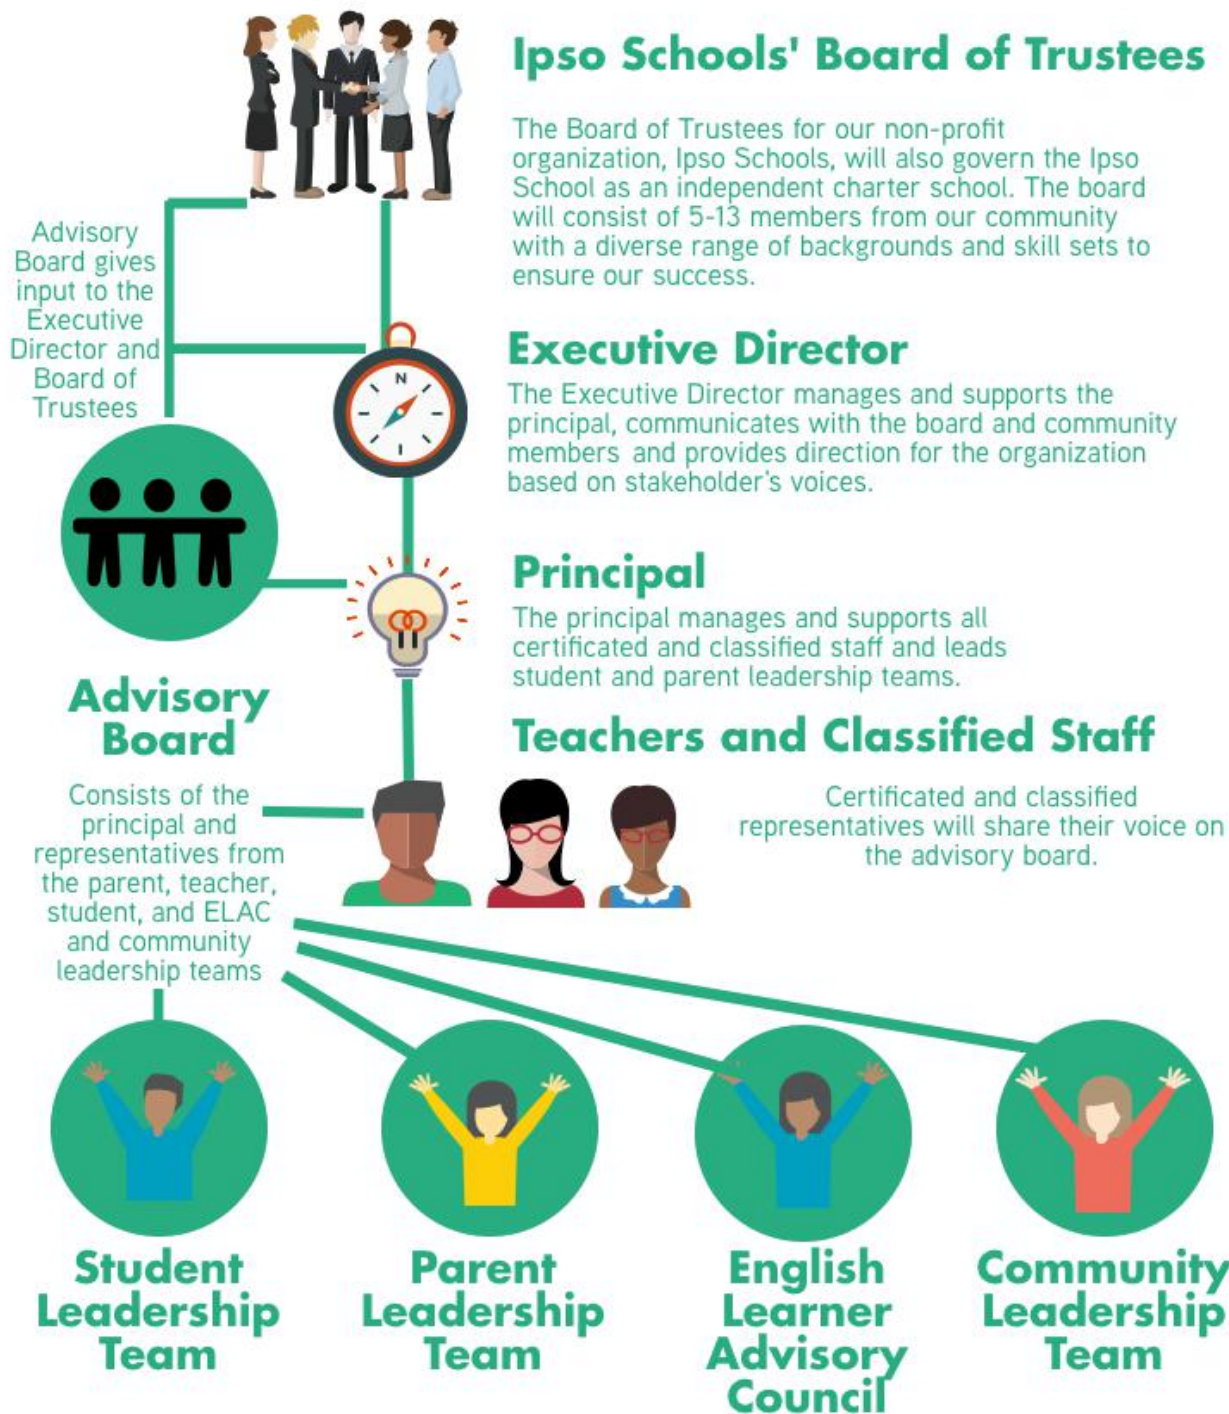 Ipso Schools' Board of Trustees
The Board of Trustees for our non-profit
organization, Ipso Schools, will also govern the Ipso
School as an independent charter school. The board
will consist of 5-13 members from our community
with a diverse range of backgrounds and skill sets to
ensure our success.
Advisory
Board gives
input to the
Executive
Director and
Board of
Trustees
N
Executive Director
The Executive Director manages and supports the
principal, communicates with the board and community
members and provides direction for the organization
based on stakeholder's voices.
Principal
The principal manages and supports all
certificated and classified staff and leads
student and parent leadership teams.
Advisory
Board
Consists of the
principal and
representatives from
the parent, teacher,
student, and ELAC
and community
leadership teams
Teachers and Classified Staff
Certificated and classified
representatives will share their voice on
the advisory board.
Student
Leadership
Team
Parent
Leadership
Team
English
Learner
Advisory
Council
Community
Leadership
Team